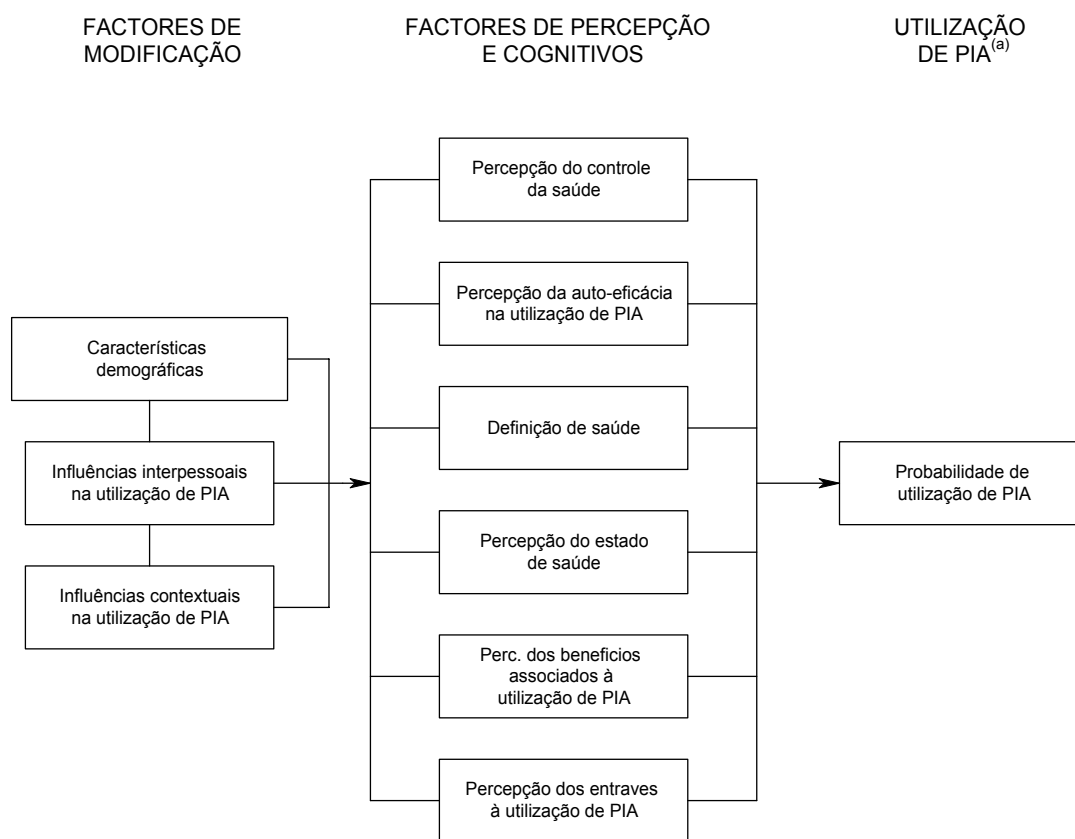 FACTORES DE
MODIFICAÇÃO
FACTORES DE PERCEPÇÃO
E COGNITIVOS
UTILIZAÇÃO
DE PIA(a)
Percepção do controle
da saúde
Percepção da auto-eficácia
na utilização de PIA
Característícas
demográficas
Definição de saúde
Influências interpessoais
na utilização de PIA
Probabilidade de
utilização de PIA
Percepção do estado
de saúde
Influências contextuais
na utilização de PIA
Perc. dos beneficios
associados à
utilização de PIA
Percepção dos entraves
à utilização de PIA